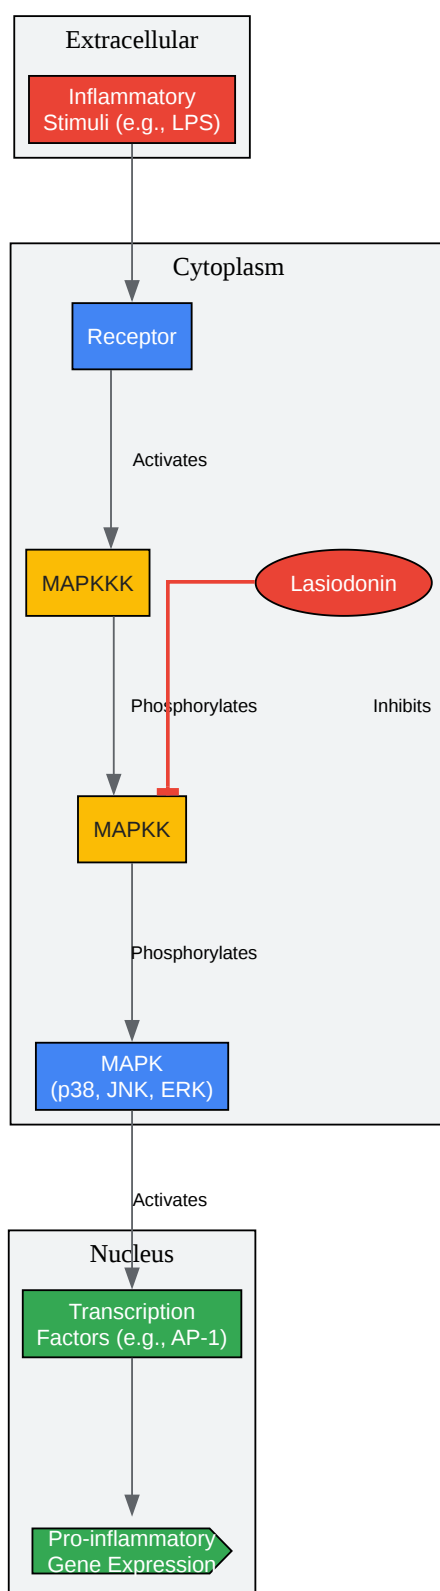 Extracellular
Inflammatory
Stimuli (e.g., LPS)
Cytoplasm
Receptor
Activates
MAPKKK
Lasiodonin
Phosphorylates
Inhibits
MAPKK
Phosphorylates
MAPK
(p38, JNK, ERK)
Activates
Nucleus
Transcription
Factors (e.g., AP-1)
Pro-inflammatory
Gene Expression